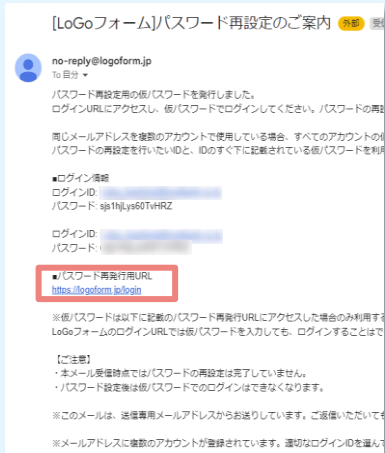 [LoGoフォーム]パスワード再設定のご案内 外部 受
no-reply@logoform.jp
To 自分
パスワード再設定用の仮パスワードを発行しました。
ログインURLにアクセスし、仮パスワードでログインしてください。パスワードの再設
同じメールアドレスを複数のアカウントで使用している場合、すべてのアカウントの仮
パスワードの再設定を行いたいIDと、IDのすぐ下に記載されている仮パスワードを利用
■ログイン情報
ログインID:
パスワード: sjs1hjLys60TvHRZ
ログインID:
パスワード:
■パスワード再発行用URL
https://logoform.jp/login
※仮パスワードは以下に記載のパスワード再発行URLにアクセスした場合のみ利用する
LoGoフォームのログインURLでは仮パスワードを入力しても、ログインすることはで
【ご注意】
・本メール受信時点ではパスワードの再設定は完了していません。
・パスワード設定後は仮パスワードでのログインはできなくなります。
※このメールは、送信専用メールアドレスからお送りしています。ご返信いただいても
※メールアドレスに複数のアカウントが登録されています。適切なログインIDを選んで